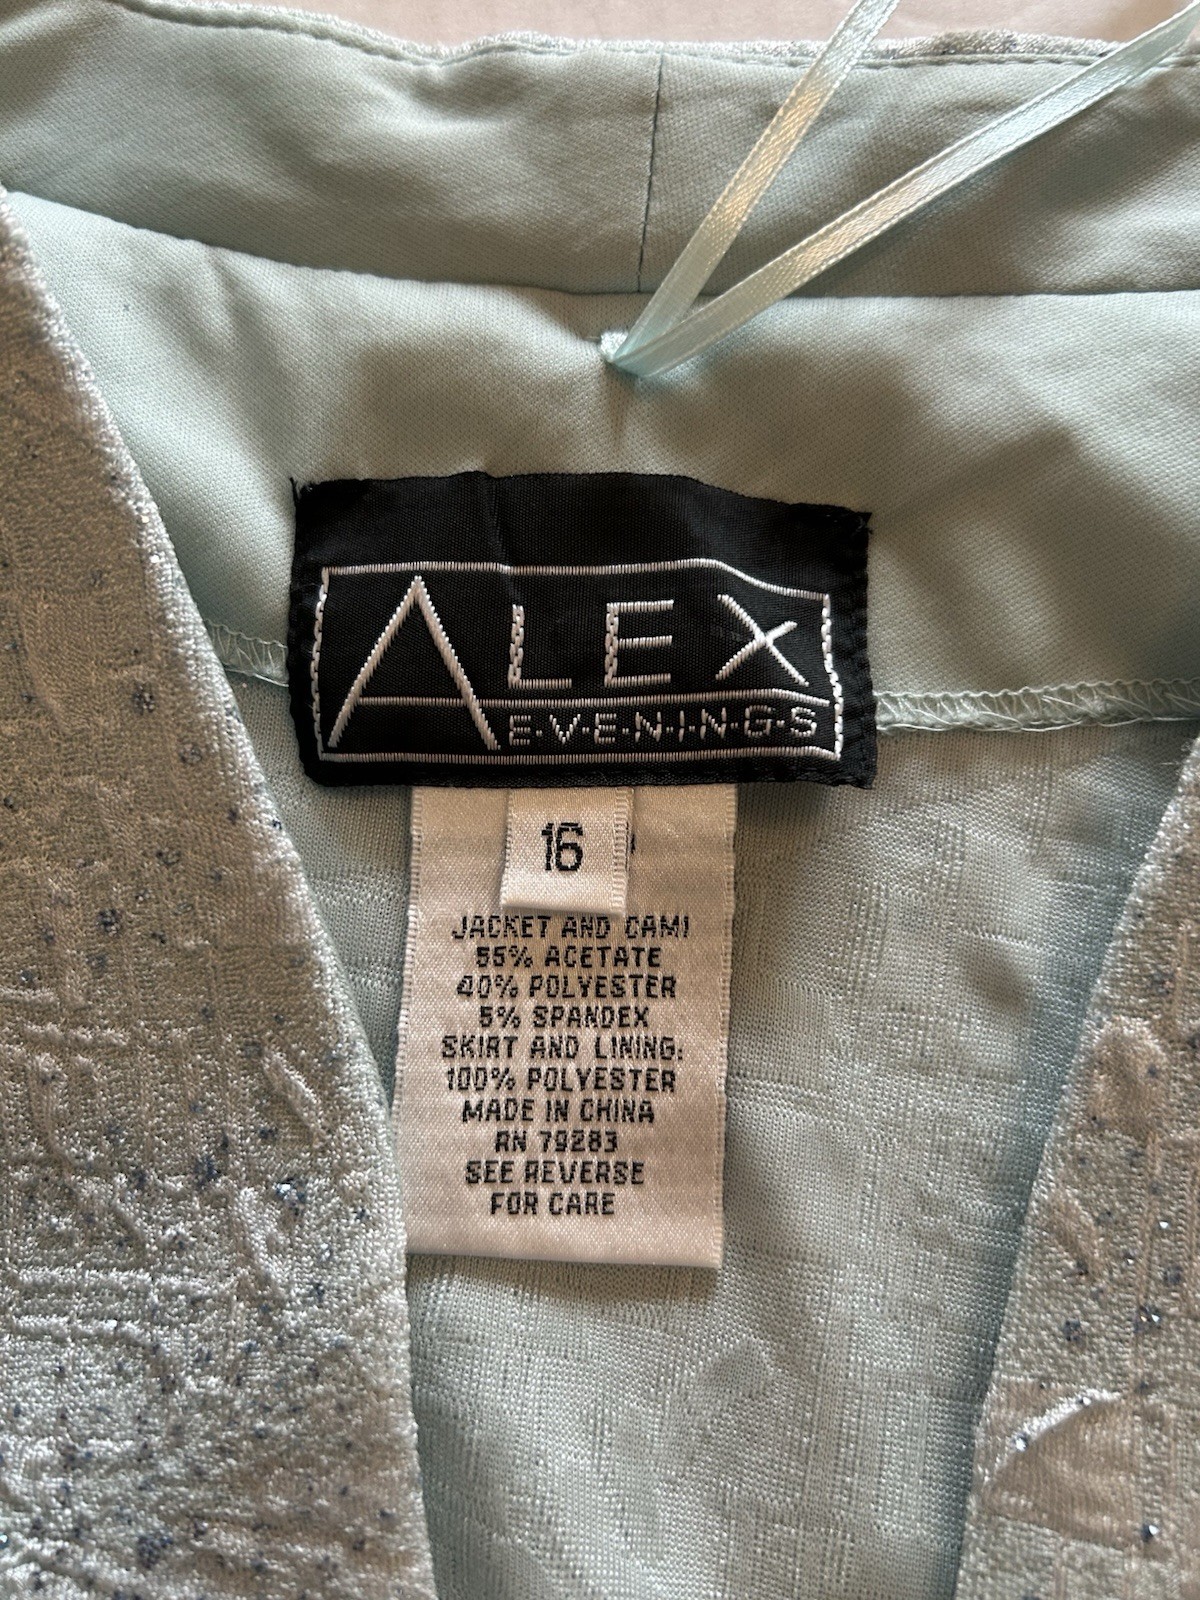 ALEX
E·V·E·N·I·N·G·S
16
JACKET AND CAMI
55% ACETATE
40% POLYESTER
5% SPANDEX
SKIRT AND LINING:
100% POLYESTER
MADE IN CHINA
RN 79283
SEE REVERSE
FOR CARE